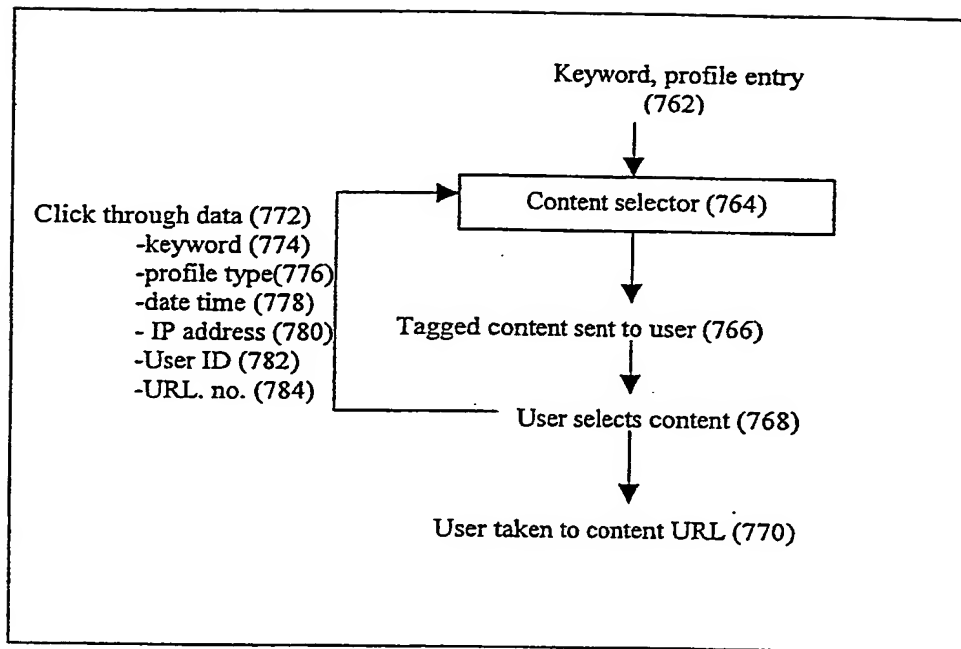 Keyword, profile entry
(762)
Content selector (764)
Click through data (772)
-keyword (774)
-profile type(776)
-date time (778)
- IP address (780)
-User ID (782)
-URL. no. (784)
Tagged content sent to user (766)
User selects content (768)
User taken to content URL (770)